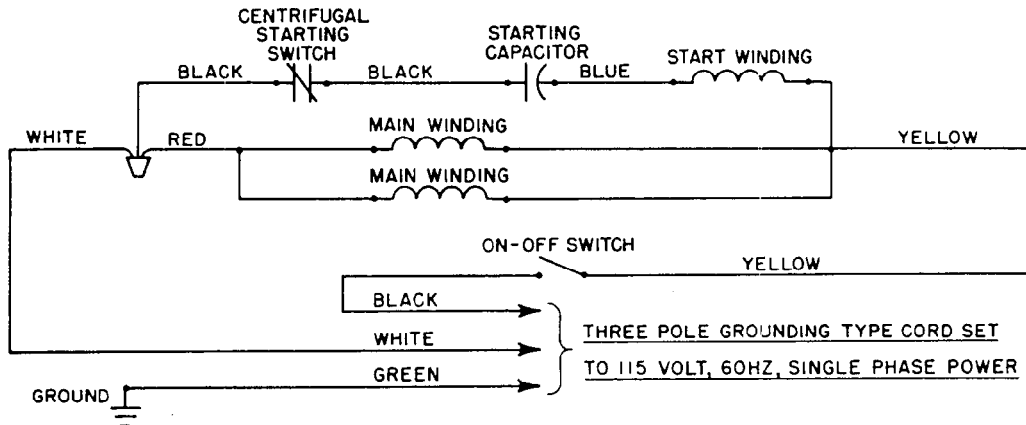 CENTRIFUGAL
STARTING
SWITCH
STARTING
CAPACITOR
START WINDING
BLACK
BLACK
BLUE
WHITE
RED
MAIN WINDING
YELLOW
MAIN WINDING
ON-OFF SWITCH
YELLOW
BLACK
WHITE
GREEN
GROUND
THREE POLE GROUNDING TYPE CORD SET
TO 115 VOLT, 60HZ, SINGLE PHASE POWER